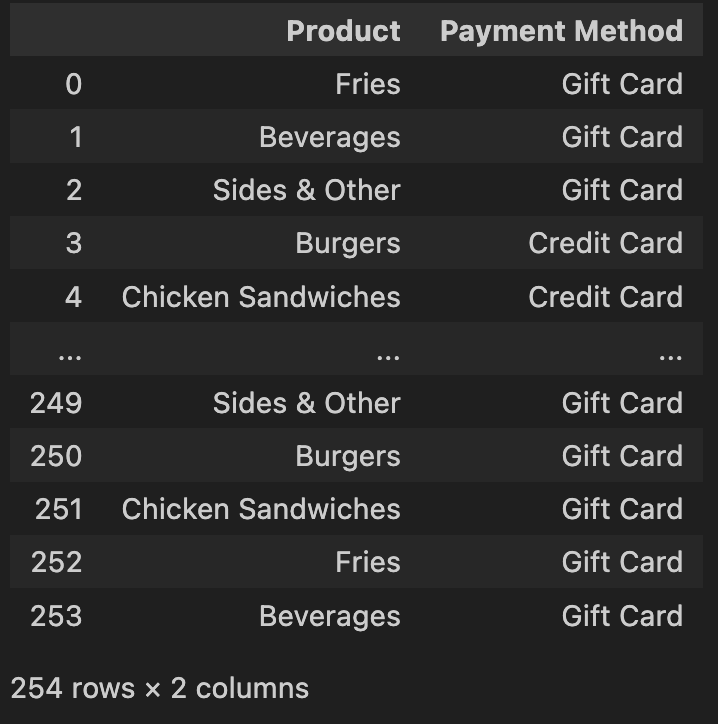 Product Payment Method
0 Fries Gift Card
1 Beverages Gift Card
2 Sides & Other Gift Card
3 Burgers Credit Card
4 Chicken Sandwiches Credit Card
... ... ...
249 Sides & Other Gift Card
250 Burgers Gift Card
251 Chicken Sandwiches Gift Card
252 Fries Gift Card
253 Beverages Gift Card
254 rows × 2 columns